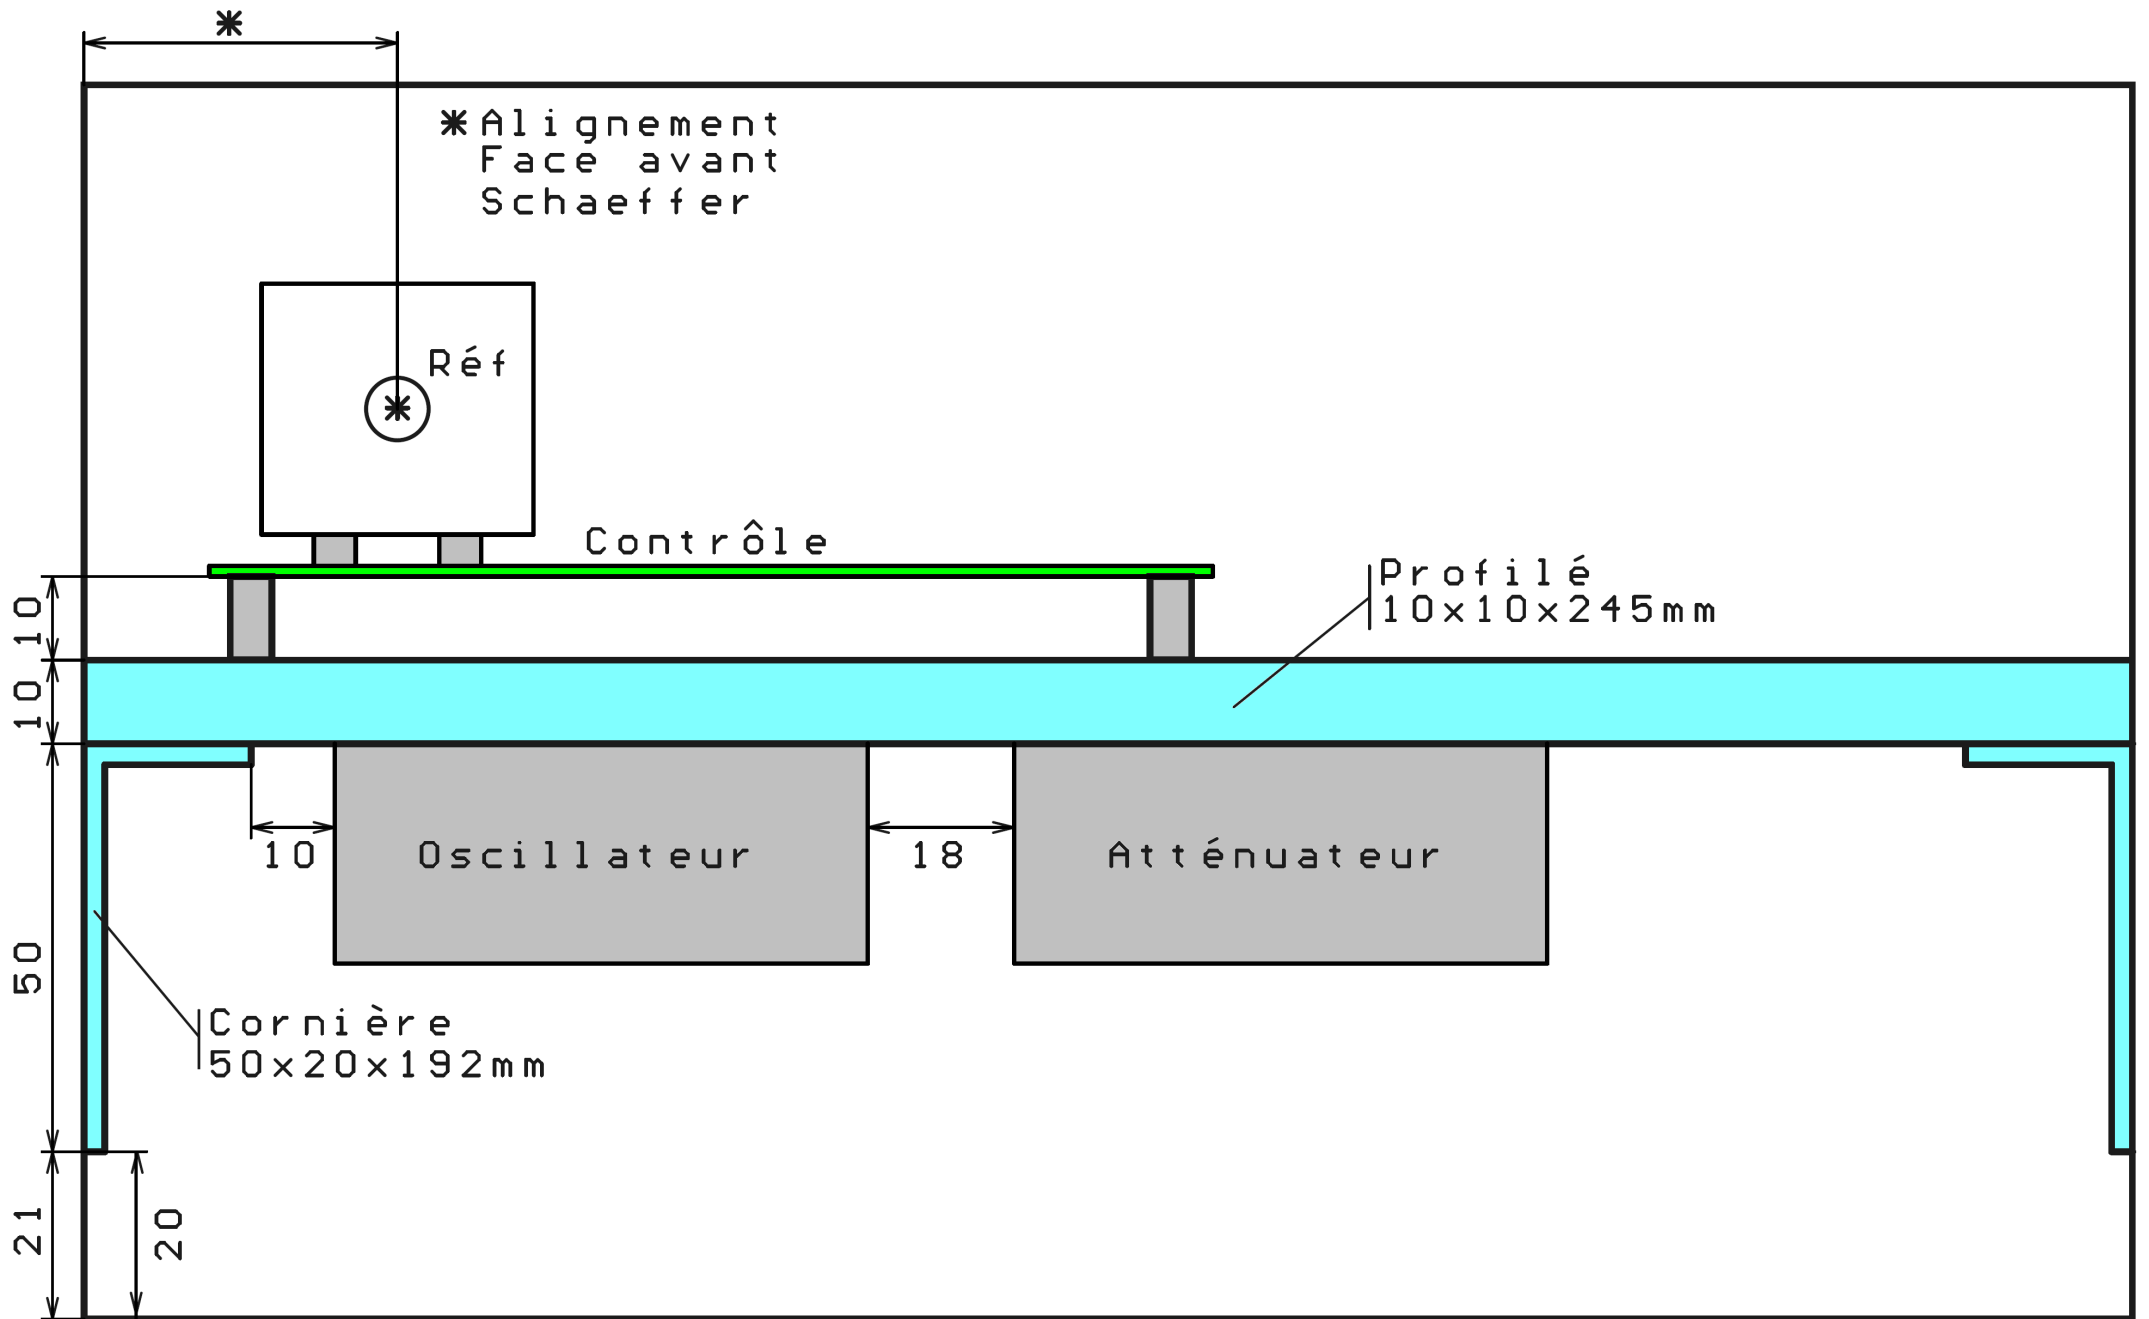 *
* Alignement
Face avant
Schaeffer
Réf
*
Contrôle
Profilé
10x10x245mm
10
10
50
21
20
10
Oscillateur
18
Atténuateur
Cornière
50x20x192mm